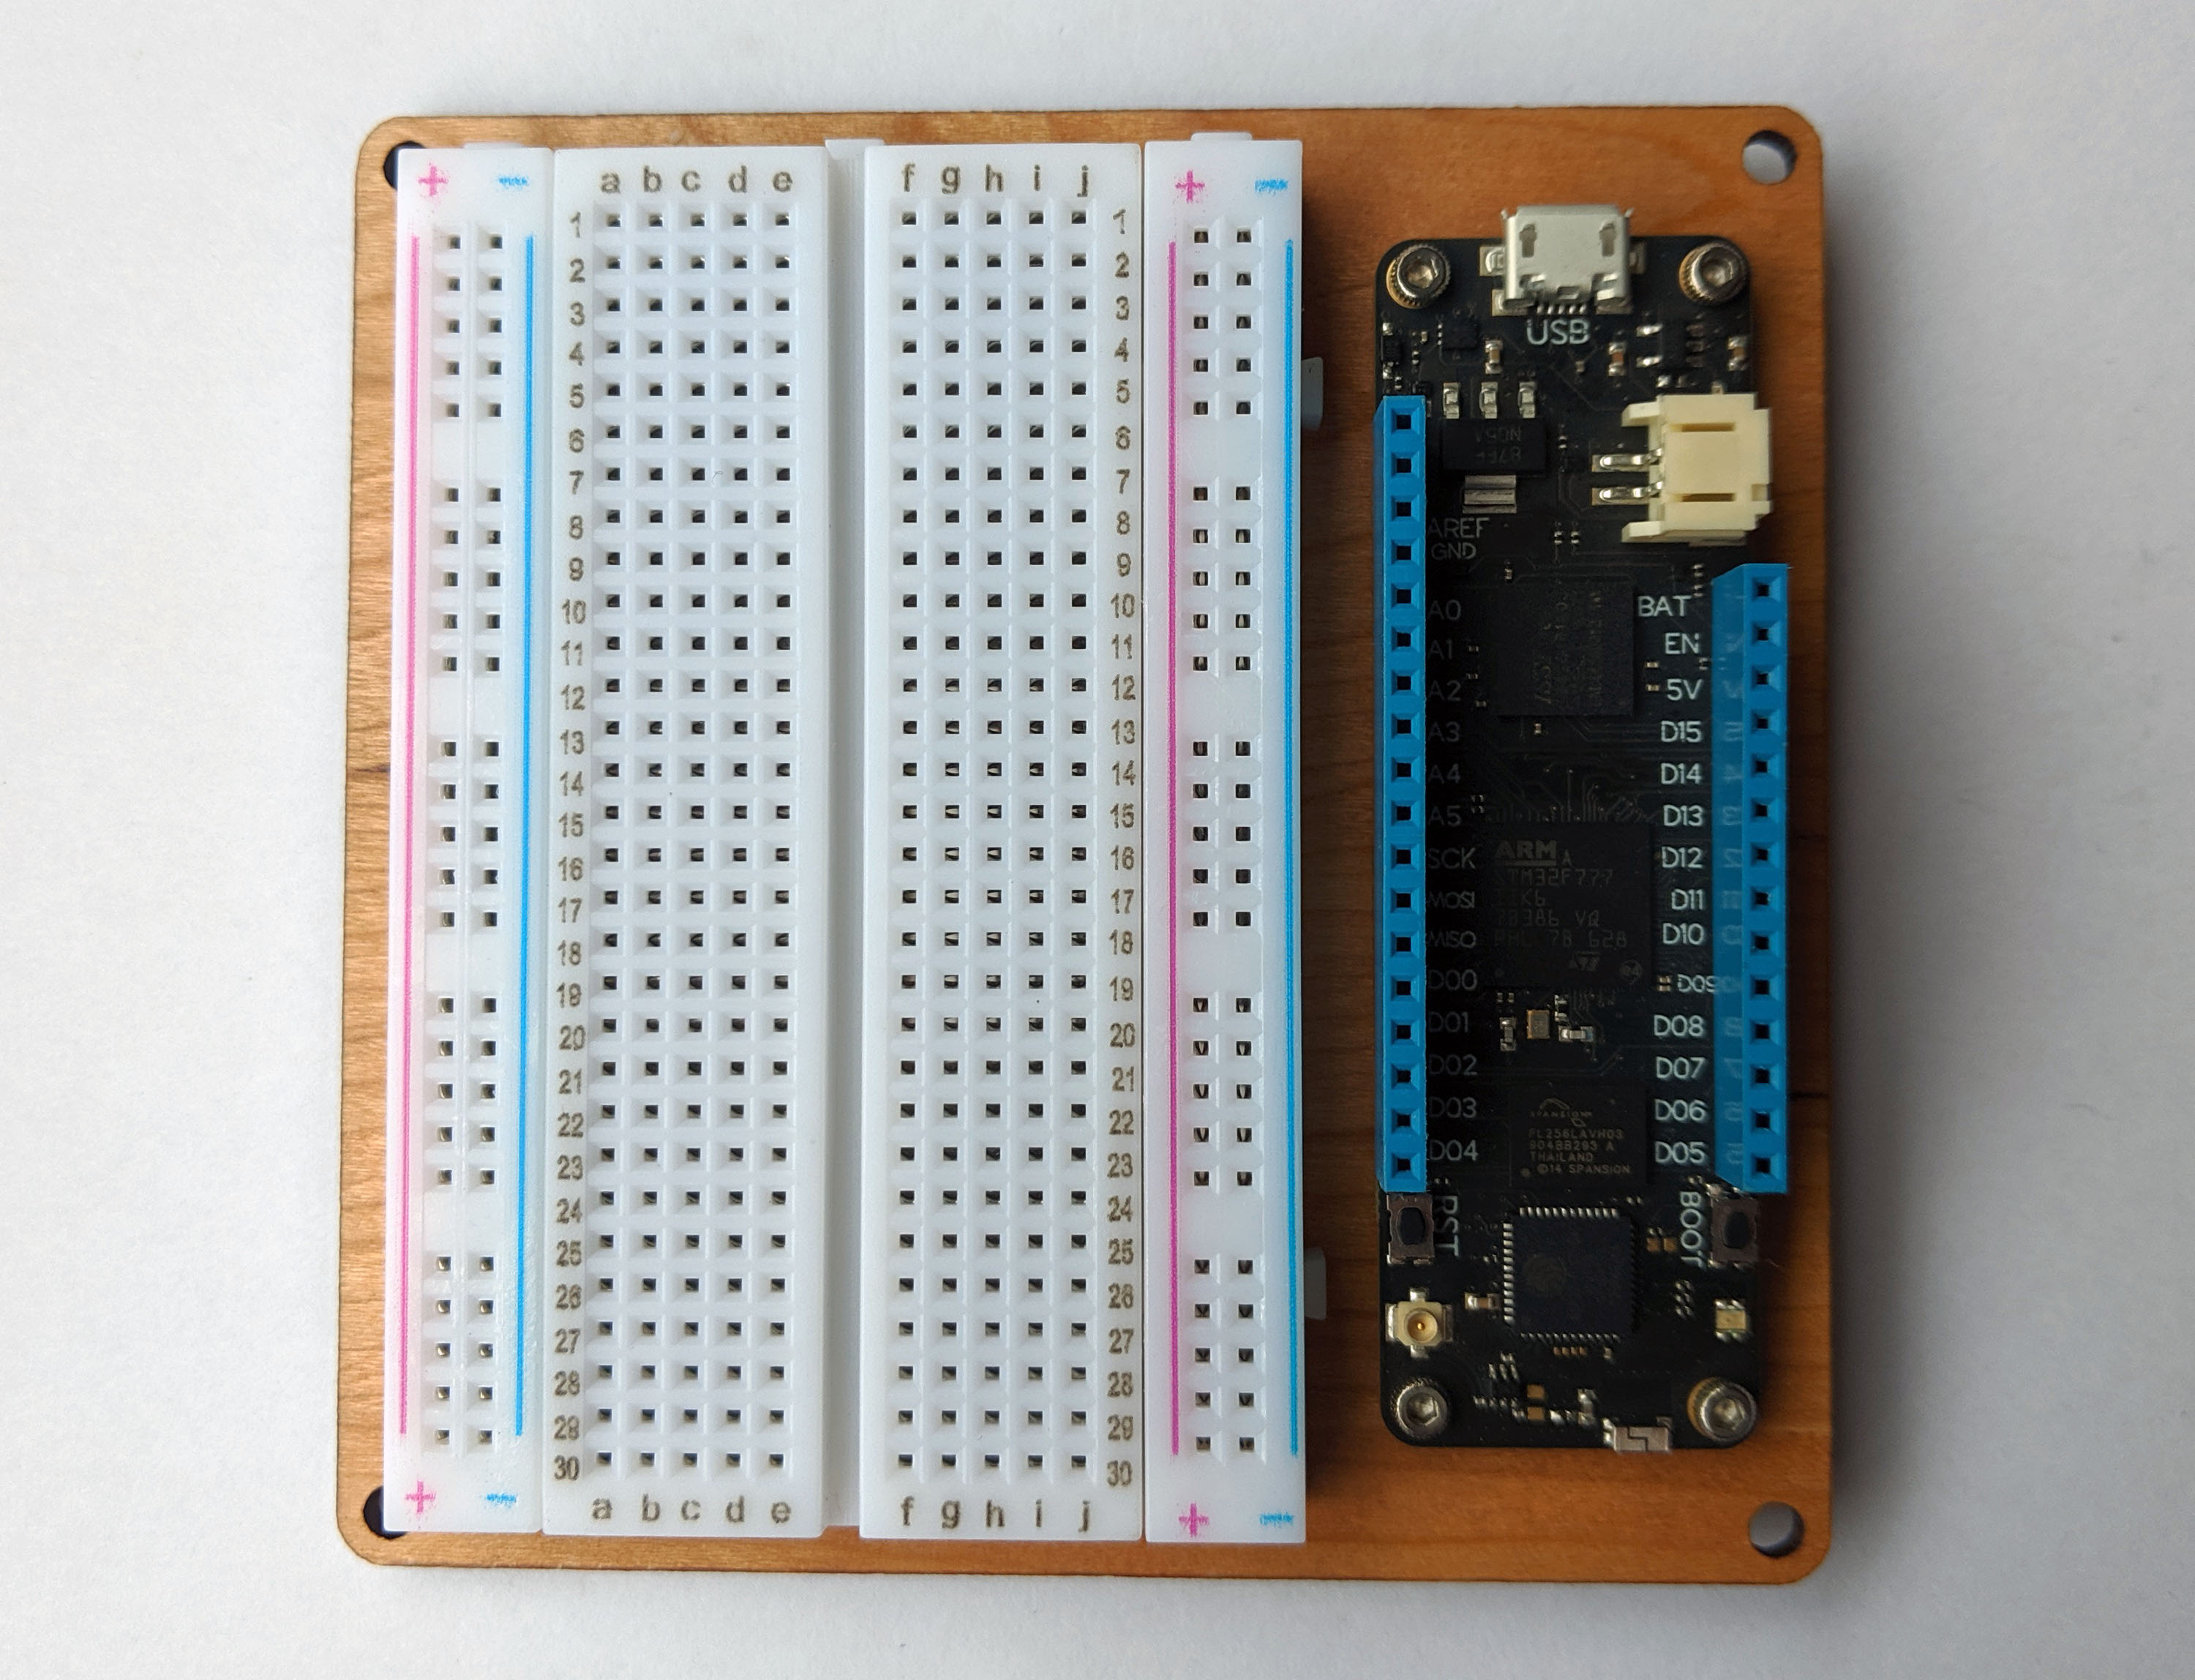 + −
a b c d e
f g h i j
+ −
1
2
3
4
5
6
7
8
9
10
11
12
13
14
15
16
17
18
19
20
21
22
23
24
25
26
27
28
29
30
1
2
3
4
5
6
7
8
9
10
11
12
13
14
15
16
17
18
19
20
21
22
23
24
25
26
27
28
29
30
+ −
a b c d e
f g h i j
+ −
USB
AREF
GND
A0
A1
A2
A3
A4
A5
SCK
MOSI
MISO
D00
D01
D02
D03
D04
RST
BAT
EN
5V
D15
D14
D13
D12
D11
D10
D09
D08
D07
D06
D05
BOOT
ARM
STM32F777
VQ
78 628
ST
SPANSION
FL256LAVH03
904BB293 A
THAILAND
©14 SPANSION